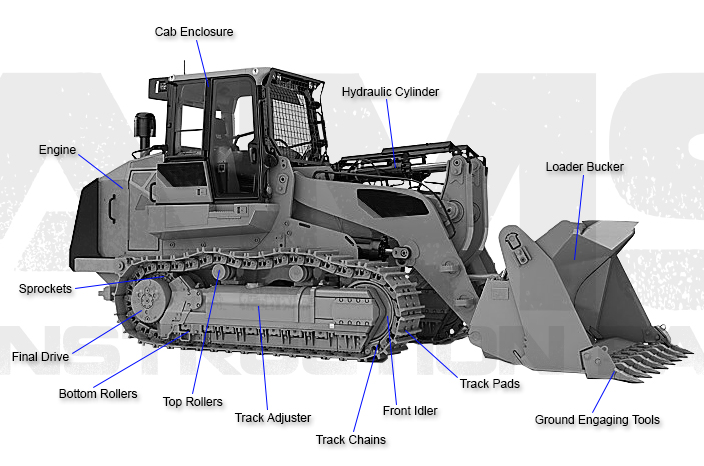 Cab Enclosure
Hydraulic Cylinder
Engine
Loader Bucker
Sprockets
Final Drive
Bottom Rollers
Top Rollers
Track Adjuster
Track Chains
Front Idler
Track Pads
Ground Engaging Tools